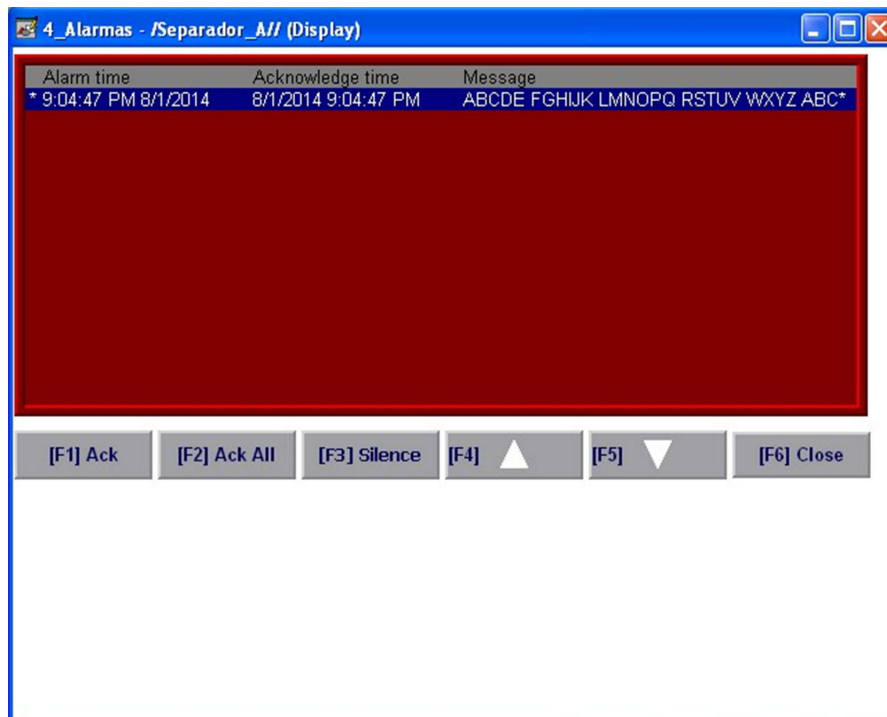 4_Alarmas - /Separador_A// (Display)
Alarm time Acknowledge time Message
* 9:04:47 PM 8/1/2014 8/1/2014 9:04:47 PM ABCDE FGHIJK LMNOPQ RSTUV WXYZ ABC*
[F1] Ack [F2] Ack All [F3] Silence [F4] [F5] [F6] Close